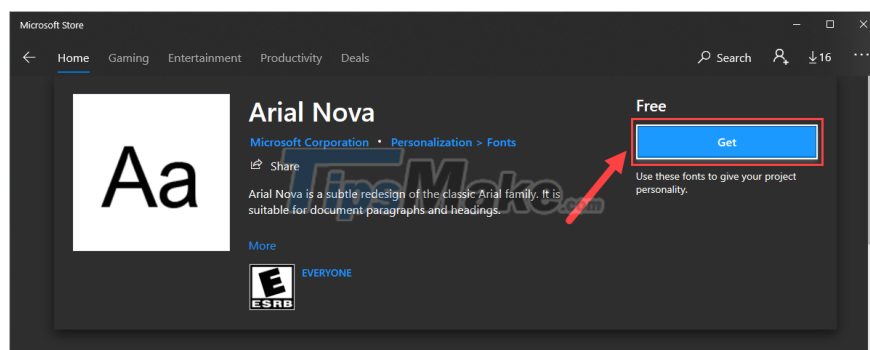 Microsoft Store
Home Gaming Entertainment Productivity Deals Search 16
Aa
Arial Nova
Microsoft Corporation • Personalization > Fonts
Share
Arial Nova is a subtle redesign of the classic Arial family. It is
suitable for document paragraphs and headings.
More
E
ESRB
EVERYONE
Free
Get
Use these fonts to give your project
personality.
TipsMake.com